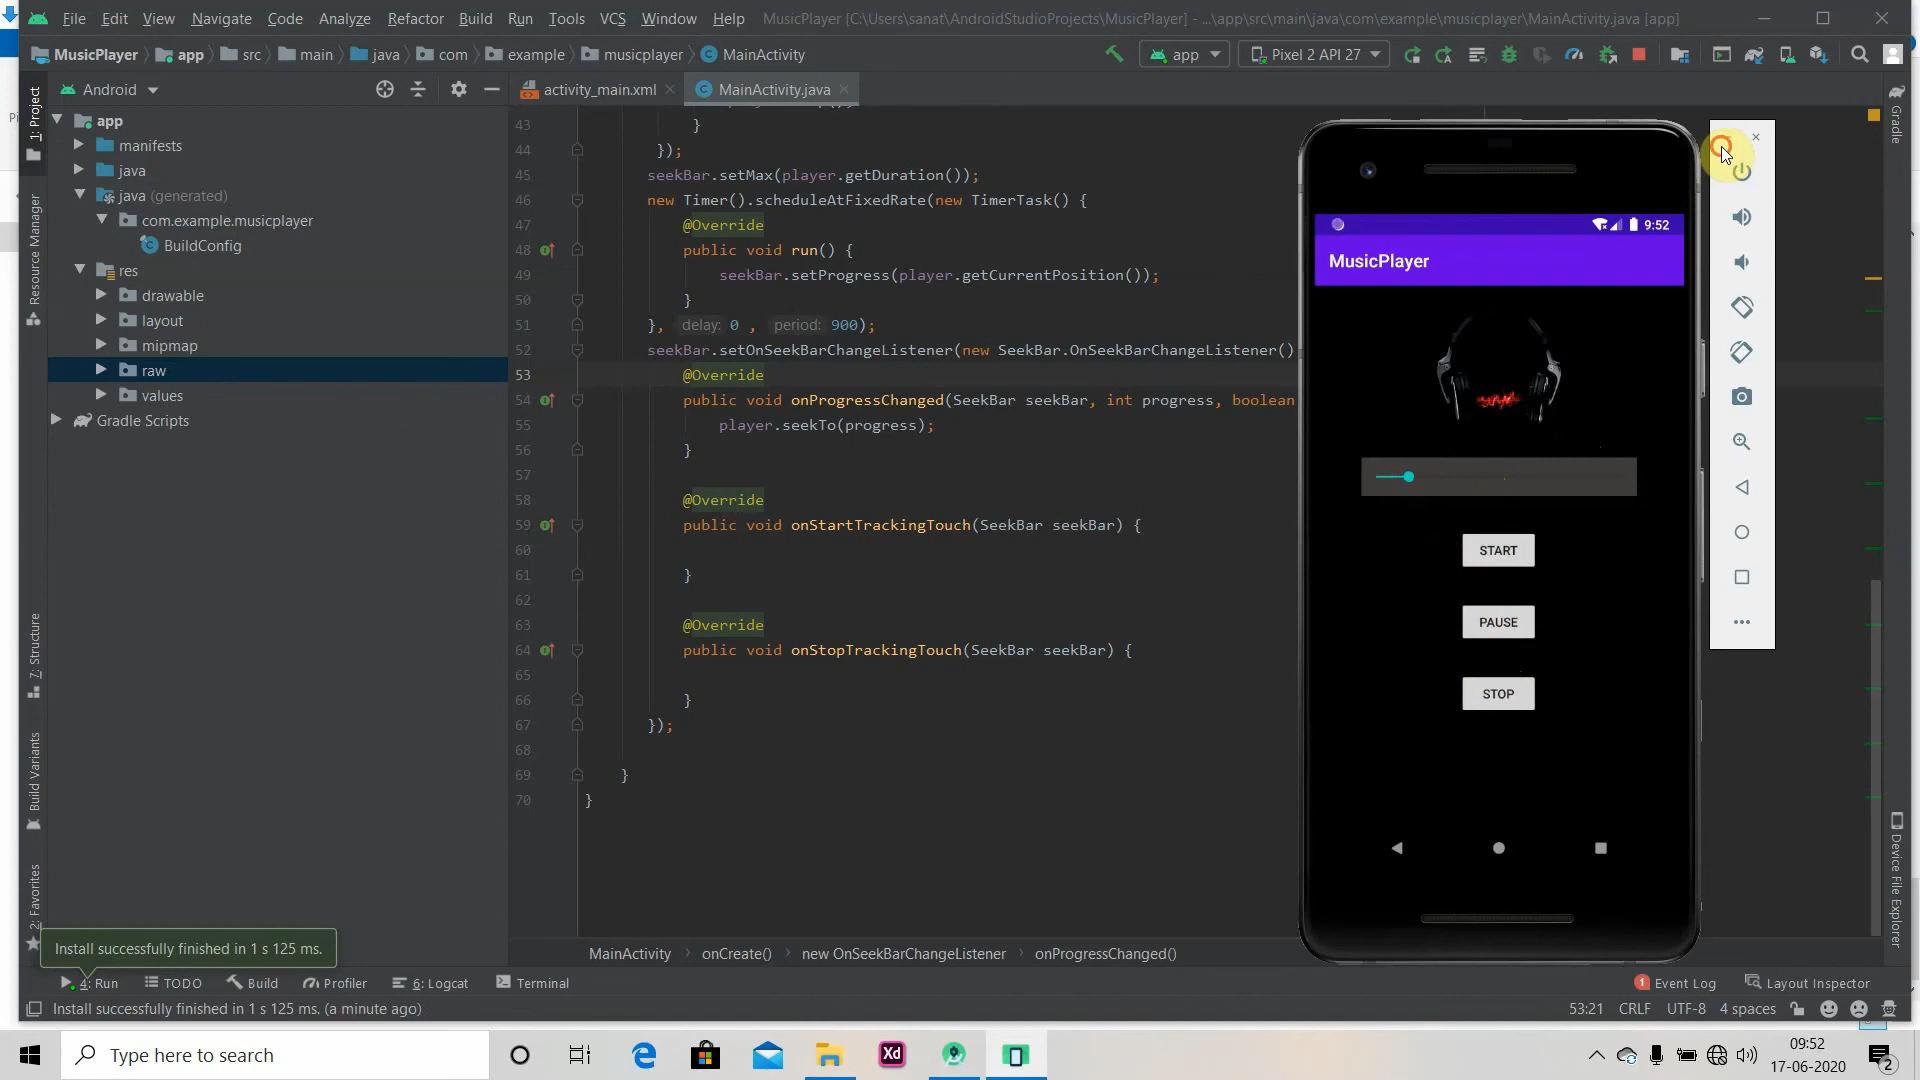 File Edit View Navigate Code Analyze Refactor Build Run Tools VCS Window Help MusicPlayer [C:\Users\sanat\AndroidStudioProjects\MusicPlayer] - ...\app\src\main\java\com\example\musicplayer\MainActivity.java [app]
MusicPlayer app src main java com example musicplayer MainActivity app Pixel 2 API 27
Android activity_main.xml MainActivity.java
1: Project
Resource Manager
7: Structure
Build Variants
2: Favorites
app
manifests
java
java (generated)
com.example.musicplayer
BuildConfig
res
drawable
layout
mipmap
raw
values
Gradle Scripts
43 }
44 });
45 seekBar.setMax(player.getDuration());
46 new Timer().scheduleAtFixedRate(new TimerTask() {
47 @Override
48 public void run() {
49 seekBar.setProgress(player.getCurrentPosition());
50 }
51 }, delay: 0 , period: 900);
52 seekBar.setOnSeekBarChangeListener(new SeekBar.OnSeekBarChangeListener()
53 @Override
54 public void onProgressChanged(SeekBar seekBar, int progress, boolean
55 player.seekTo(progress);
56 }
57
58 @Override
59 public void onStartTrackingTouch(SeekBar seekBar) {
60
61 }
62
63 @Override
64 public void onStopTrackingTouch(SeekBar seekBar) {
65
66 }
67 });
68
69 }
70 }
9:52
MusicPlayer
START
PAUSE
STOP
Gradle
Device File Explorer
MainActivity onCreate() new OnSeekBarChangeListener onProgressChanged()
Install successfully finished in 1 s 125 ms.
4: Run TODO Build Profiler 6: Logcat Terminal 1 Event Log Layout Inspector
Install successfully finished in 1 s 125 ms. (a minute ago) 53:21 CRLF UTF-8 4 spaces
Type here to search
Xd
09:52
17-06-2020
2